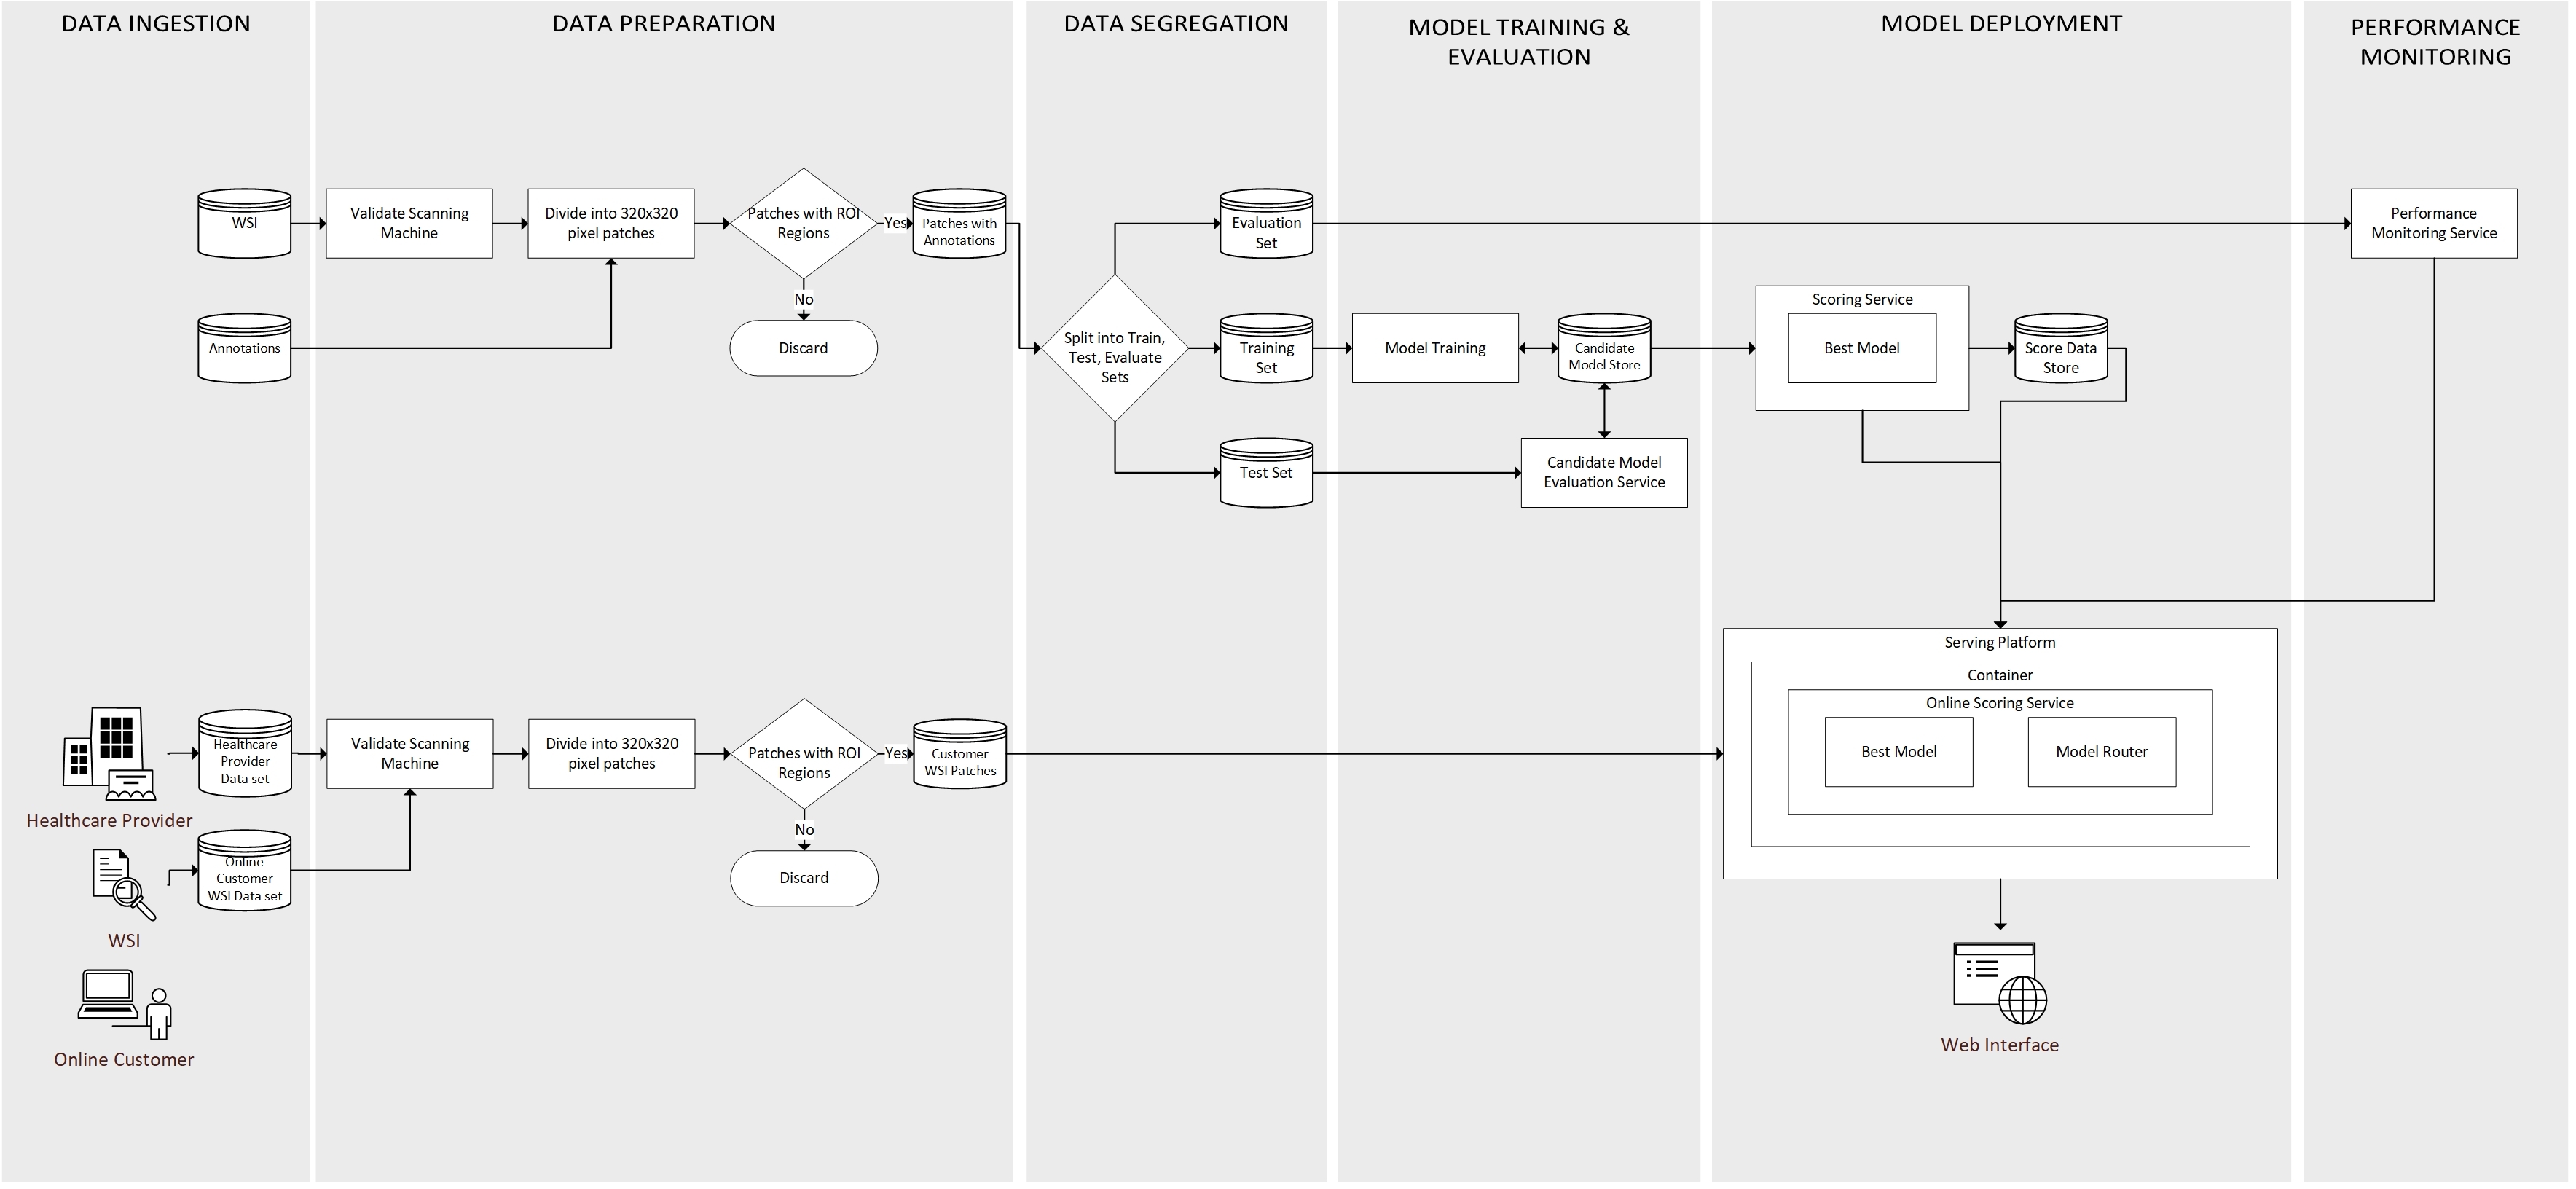 DATA INGESTION
DATA PREPARATION
DATA SEGREGATION
MODEL TRAINING &
EVALUATION
MODEL DEPLOYMENT
PERFORMANCE
MONITORING
WSI
Validate Scanning
Machine
Divide into 320x320
pixel patches
Patches with ROI
Regions
Yes
Patches with
Annotations
No
Discard
Annotations
Split into Train,
Test, Evaluate
Sets
Evaluation
Set
Training
Set
Test Set
Model Training
Candidate
Model Store
Candidate Model
Evaluation Service
Scoring Service
Best Model
Score Data
Store
Performance
Monitoring Service
Healthcare Provider
Healthcare
Provider
Data set
WSI
Online
Customer
WSI Data set
Online Customer
Validate Scanning
Machine
Divide into 320x320
pixel patches
Patches with ROI
Regions
Yes
Customer
WSI Patches
No
Discard
Serving Platform
Container
Online Scoring Service
Best Model
Model Router
Web Interface